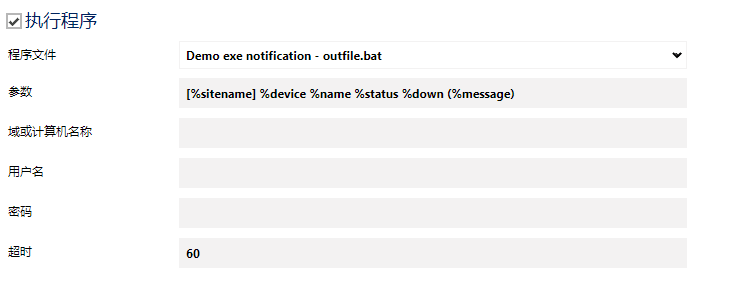 执行程序
程序文件 Demo exe notification - outfile.bat
参数 [%sitename] %device %name %status %down (%message)
域或计算机名称
用户名
密码
超时 60